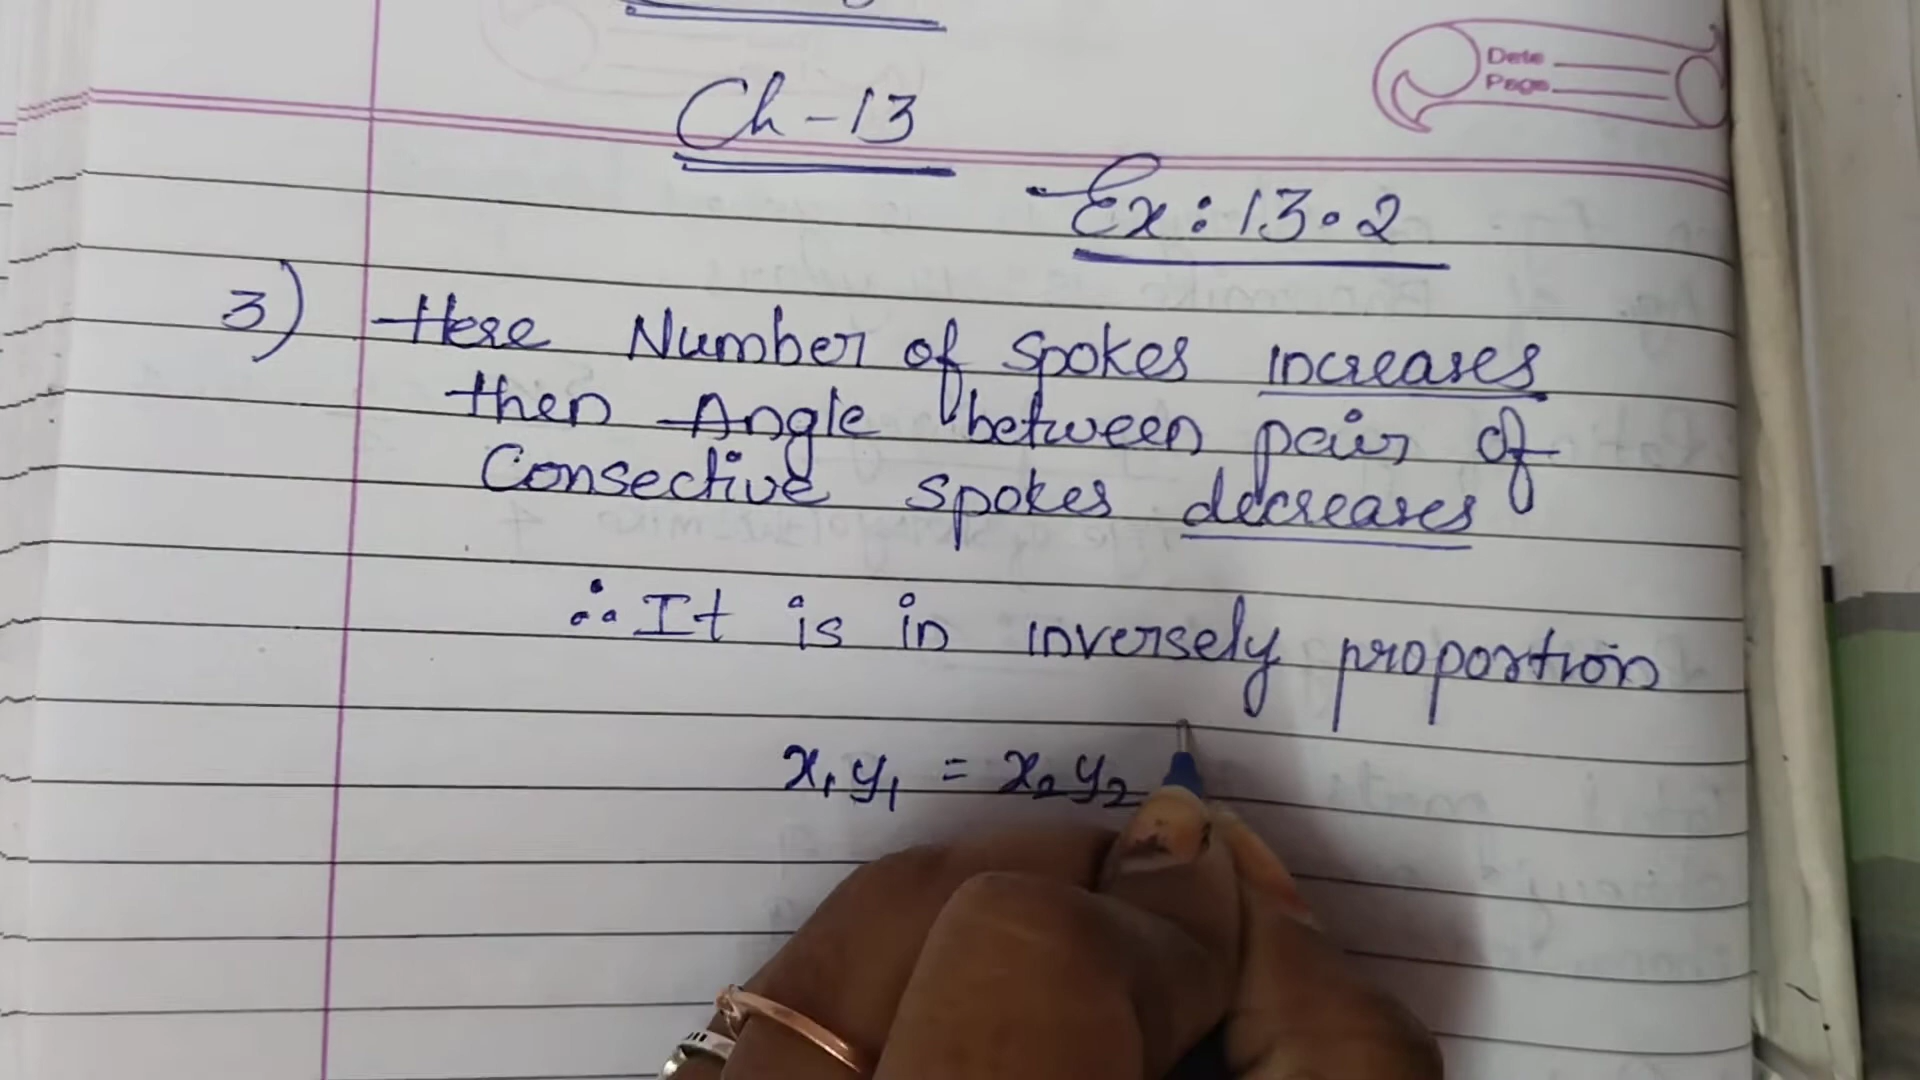 Date
Page
Ch-13
Ex: 13.2
3) Here Number of spokes increases
then Angle between pair of
Consective spokes decreases
∴ It is in inversely proportion
x₁y₁ = x₂y₂